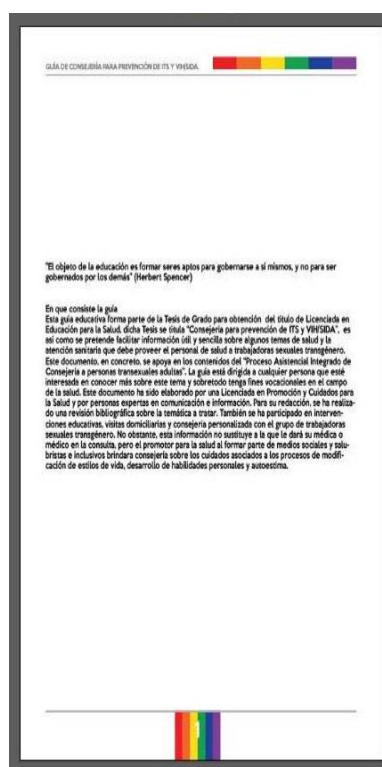 GUÍA DE CONSEJERÍA PARA PREVENCIÓN DE ITS Y VIH/SIDA.
"El objeto de la educación es formar seres aptos para gobernarse a sí mismos, y no para ser
gobernados por los demás" (Herbert Spencer)
En que consiste la guía
Esta guía educativa forma parte de la Tesis de Grado para obtención del título de Licenciada en
Educación para la Salud, dicha Tesis se titula "Consejería para prevención de ITS y VIH/SIDA", es
así como se pretende facilitar información útil y sencilla sobre algunos temas de salud y la
atención sanitaria que debe proveer el personal de salud a trabajadoras sexuales transgénero.
Este documento, en concreto, se apoya en los contenidos del "Proceso Asistencial Integrado de
Consejería a personas transexuales adultas". La guía está dirigida a cualquier persona que esté
interesada en conocer más sobre este tema y sobretodo tenga fines vocacionales en el campo
de la salud. Este documento ha sido elaborado por una Licenciada en Promoción y Cuidados para
la Salud y por personas expertas en comunicación e información. Para su redacción, se ha realiza-
do una revisión bibliográfica sobre la temática a tratar. También se ha participado en interven-
ciones educativas, visitas domiciliarias y consejería personalizada con el grupo de trabajadoras
sexuales transgénero. No obstante, esta información no sustituye a la que le dará su médica o
médico en la consulta, pero el promotor para la salud al formar parte de medios sociales y salu-
bristas e inclusivos brindara consejería sobre los cuidados asociados a los procesos de modifi-
cación de estilos de vida, desarrollo de habilidades personales y autoestima.
1